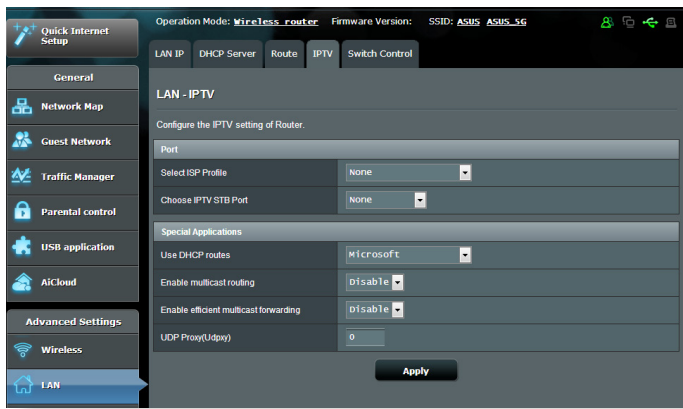 Quick Internet
Setup
Operation Mode: Wireless router Firmware Version: SSID: ASUS ASUS_5G
LAN IP DHCP Server Route IPTV Switch Control
General
Network Map
Guest Network
Traffic Manager
Parental control
USB application
AiCloud
Advanced Settings
Wireless
LAN
LAN - IPTV
Configure the IPTV setting of Router.
Port
Select ISP Profile None
Choose IPTV STB Port None
Special Applications
Use DHCP routes Microsoft
Enable multicast routing Disable
Enable efficient multicast forwarding Disable
UDP Proxy(Udpxy) 0
Apply